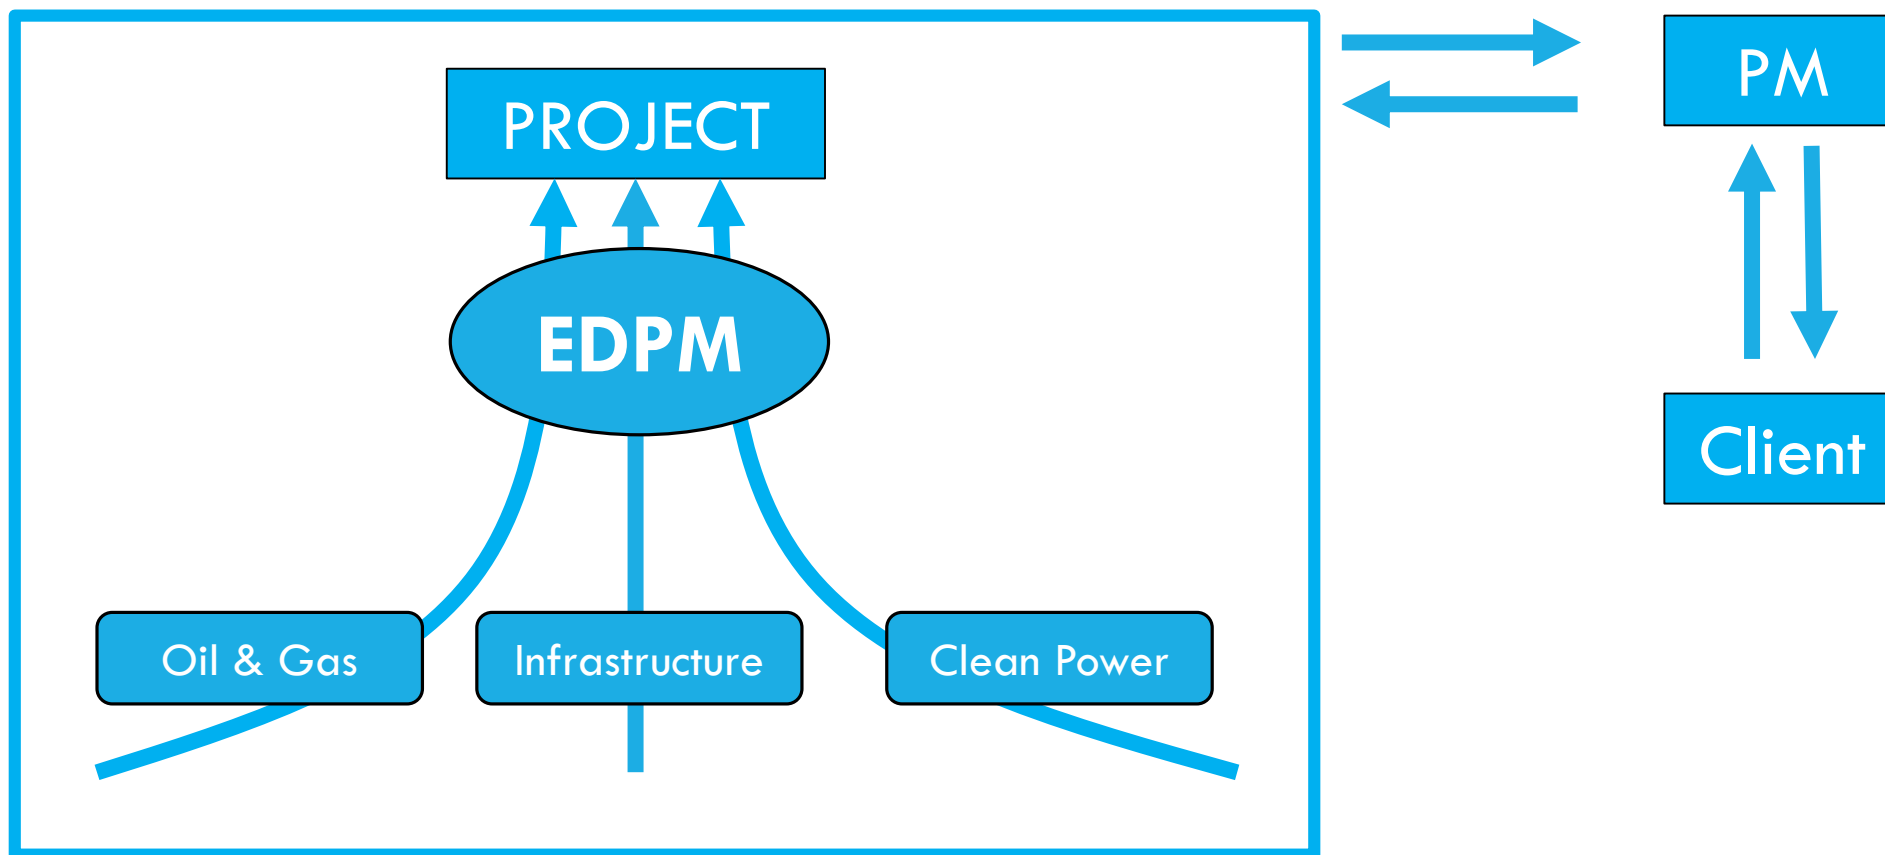 PROJECT
PM
EDPM
Client
Oil & Gas
Infrastructure
Clean Power